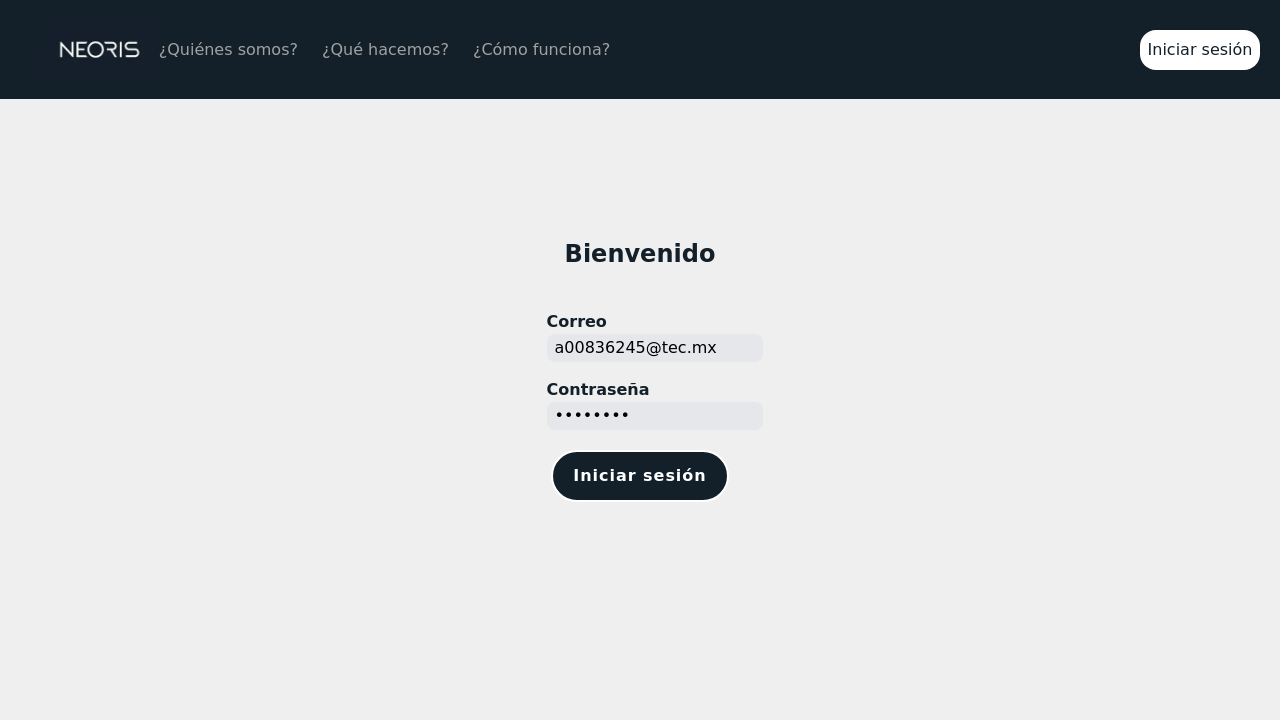 NEORIS ¿Quiénes somos? ¿Qué hacemos? ¿Cómo funciona? Iniciar sesión
Bienvenido
Correo
a00836245@tec.mx
Contraseña
••••••••
Iniciar sesión